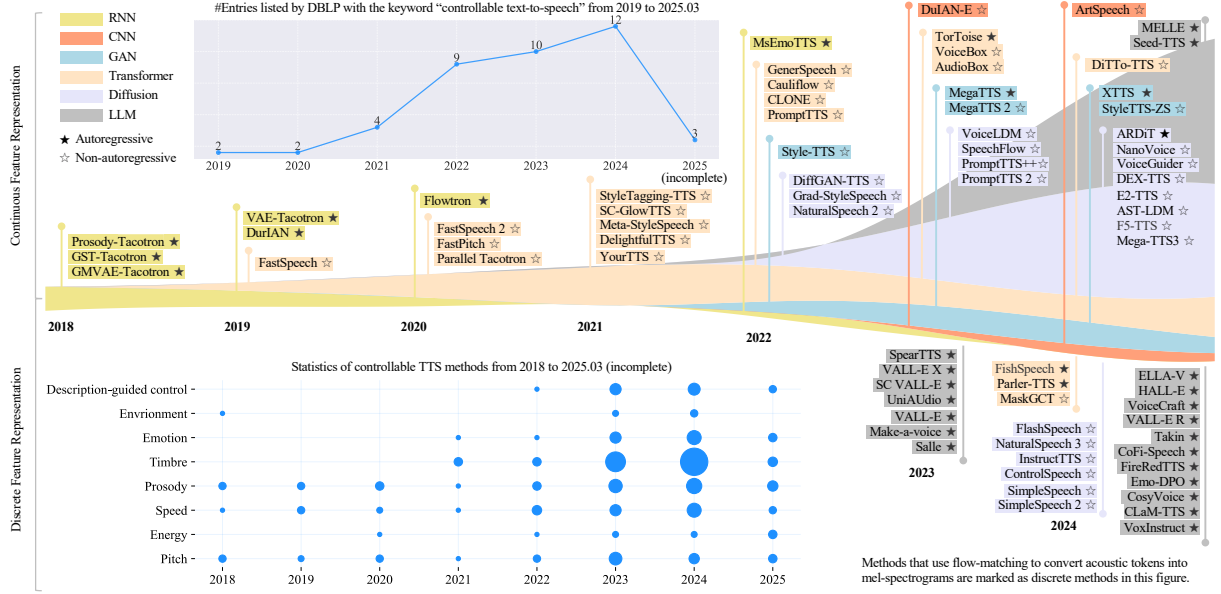 #Entries listed by DBLP with the keyword “controllable text-to-speech” from 2019 to 2025.03
RNN
CNN
GAN
Transformer
Diffusion
LLM
★ Autoregressive
☆ Non-autoregressive
2
2
4
9
10
12
3
2019
2020
2021
2022
2023
2024
2025
(incomplete)
Continuous Feature Representation
Prosody-Tacotron ★
GST-Tacotron ★
GMVAE-Tacotron ★
2018
VAE-Tacotron ★
DurIAN ★
FastSpeech ☆
2019
Flowtron ★
FastSpeech 2 ☆
FastPitch ☆
Parallel Tacotron ☆
2020
StyleTagging-TTS ☆
SC-GlowTTS ☆
Meta-StyleSpeech ☆
DelightfulTTS ☆
YourTTS ☆
2021
MsEmoTTS ★
GenerSpeech ☆
Cauliflow ☆
CLONE ☆
PromptTTS ☆
Style-TTS ☆
DiffGAN-TTS ☆
Grad-StyleSpeech ☆
NaturalSpeech 2 ☆
2022
DuIAN-E ☆
TorToise ★
VoiceBox ☆
AudioBox ☆
MegaTTS ★
MegaTTS 2 ☆
VoiceLDM ☆
SpeechFlow ☆
PromptTTS++☆
PromptTTS 2 ☆
ArtSpeech ☆
MELLE ★
Seed-TTS ★
DiTTo-TTS ☆
XTTS ★
StyleTTS-ZS ☆
ARDiT ★
NanoVoice ☆
VoiceGuider ☆
DEX-TTS ☆
E2-TTS ☆
AST-LDM ☆
F5-TTS ☆
Mega-TTS3 ☆
Discrete Feature Representation
SpearTTS ★
VALL-E X ★
SC VALL-E ★
UniAUdio ★
VALL-E ★
Make-a-voice ★
Salle ★
2023
FishSpeech ★
Parler-TTS ★
MaskGCT ☆
FlashSpeech ☆
NaturalSpeech 3 ☆
InstructTTS ☆
ControlSpeech ☆
SimpleSpeech ☆
SimpleSpeech 2 ☆
2024
ELLA-V ★
HALL-E ★
VoiceCraft ★
VALL-E R ★
Takin ★
CoFi-Speech ★
FireRedTTS ★
Emo-DPO ★
CosyVoice ★
CLaM-TTS ★
VoxInstruct ★
Statistics of controllable TTS methods from 2018 to 2025.03 (incomplete)
Description-guided control
Envrionment
Emotion
Timbre
Prosody
Speed
Energy
Pitch
2018
2019
2020
2021
2022
2023
2024
2025
Methods that use flow-matching to convert acoustic tokens into
mel-spectrograms are marked as discrete methods in this figure.